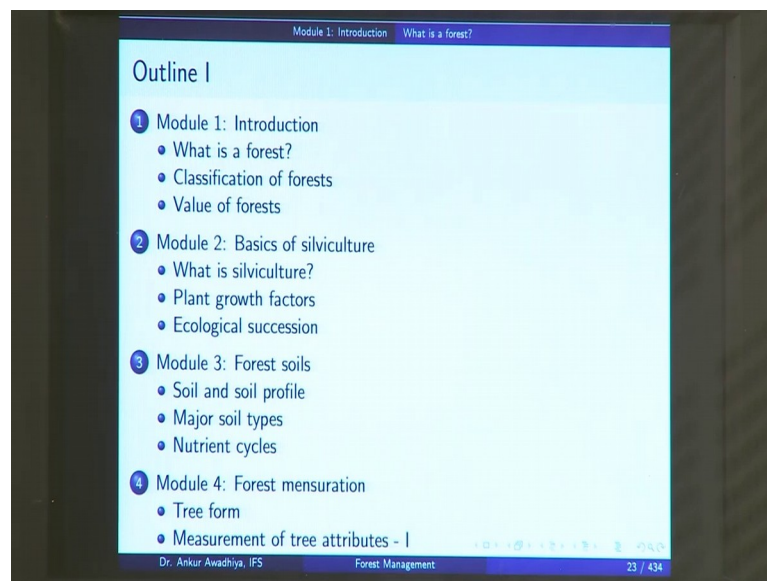 Module 1: Introduction What is a forest?
Outline I
1 Module 1: Introduction
What is a forest?
Classification of forests
Value of forests
2 Module 2: Basics of silviculture
What is silviculture?
Plant growth factors
Ecological succession
3 Module 3: Forest soils
Soil and soil profile
Major soil types
Nutrient cycles
4 Module 4: Forest mensuration
Tree form
Measurement of tree attributes - I
Dr. Ankur Awadhiya, IFS Forest Management 23 / 434